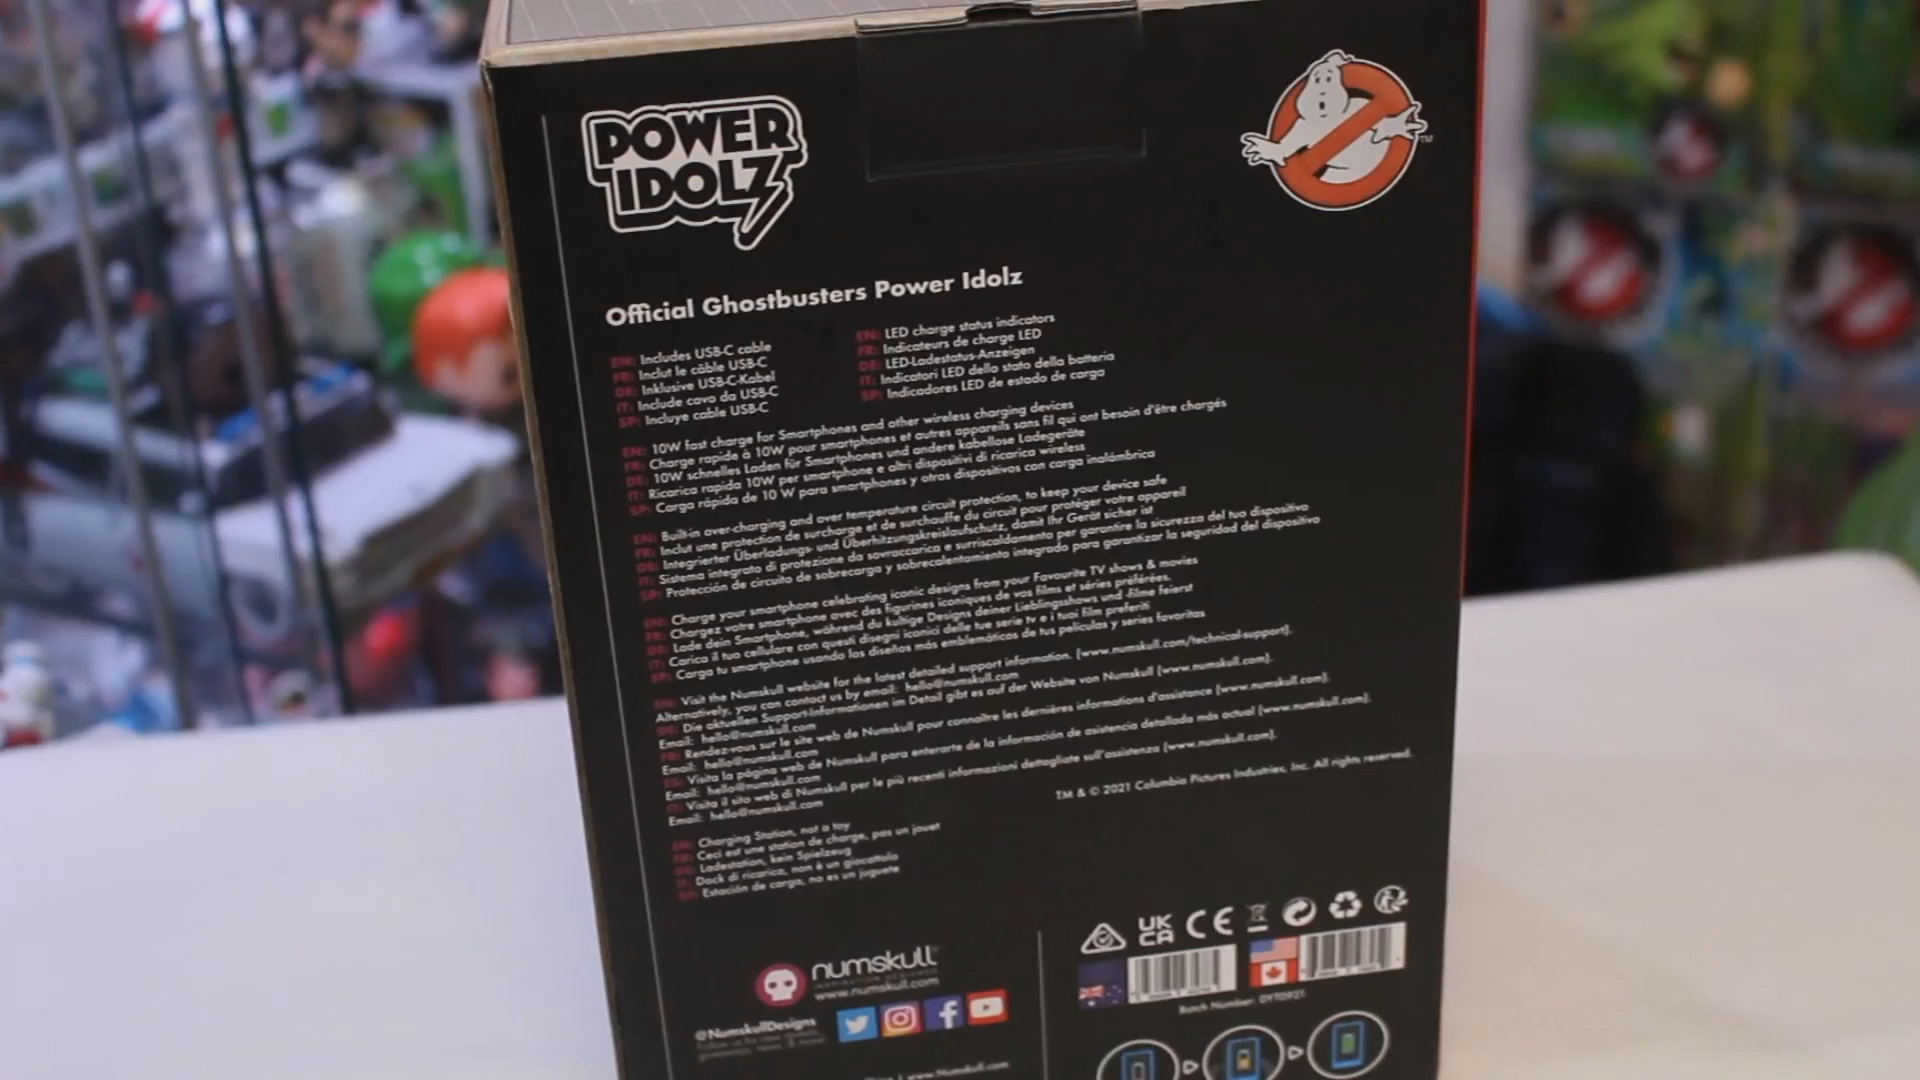 POWER
IDOLZ
TM
Official Ghostbusters Power Idolz
EN: Includes USB-C cable
FR: Inclut le câble USB-C
DE: Inklusive USB-C-Kabel
IT: Include cavo da USB-C
SP: Incluye cable USB-C
EN: LED charge status indicators
FR: Indicateurs de charge LED
DE: LED-Ladestatus-Anzeigen
IT: Indicatori LED della stato della batteria
SP: Indicadores LED de estado de carga
EN: 10W fast charge for Smartphones and other wireless charging devices
FR: Charge rapide à 10W pour smartphones et autres appareils sans fil qui ont besoin d'être chargés
DE: 10W schnelles Laden für Smartphones und andere kabellose Ladegeräte
IT: Ricarica rapida 10W per smartphone e altri dispositivi di ricarica wireless
SP: Carga rápida de 10 W para smartphones y otros dispositivos con carga inalámbrica
EN: Built-in over-charging and over temperature circuit protection, to keep your device safe
FR: Inclut une protection de surcharge et de surchauffe du circuit pour protéger votre appareil
DE: Integrierter Überladungs- und Überhitzungskreislaufschutz, damit Ihr Gerät sicher ist
IT: Sistema integrato di protezione da sovraccarica e surriscaldamento per garantire la sicurezza del tuo dispositivo
SP: Protección de circuito de sobrecarga y sobrecalentamiento integrado para garantizar la seguridad del dispositivo
EN: Charge your smartphone celebrating iconic designs from your Favourite TV shows & movies
FR: Chargez votre smartphone avec des figurines iconiques de vos films et séries préférées.
DE: Lade dein Smartphone, während du kultige Designs deiner Lieblingsshows und -filme feierst
IT: Carica il tuo cellulare con questi disegni iconici delle tue serie tv e i tuoi film preferiti
SP: Carga tu smartphone usando los diseños más emblemáticos de tus películas y series favoritas
EN: Visit the Numskull website for the latest detailed support information. (www.numskull.com/technical-support).
Alternatively, you can contact us by email: hello@numskull.com
DE: Die aktuellen Support-Informationen im Detail gibt es auf der Website von Numskull (www.numskull.com).
Email: hello@numskull.com
FR: Rendez-vous sur le site web de Numskull pour connaître les dernières informations d'assistance (www.numskull.com).
Email: hello@numskull.com
ES: Visita la página web de Numskull para enterarte de la información de asistencia detallada más actual (www.numskull.com).
Email: hello@numskull.com
IT: Visita il sito web di Numskull per le più recenti informazioni dettagliate sull'assistenza (www.numskull.com).
Email: hello@numskull.com
TM & © 2021 Columbia Pictures Industries, Inc. All rights reserved.
EN: Charging Station, not a toy
FR: Ceci est une station de charge, pas un jouet
DE: Ladestation, kein Spielzeug
IT: Dock di ricarica, non è un giocattolo
SP: Estación de carga, no es un juguete
UK
CA
CE
numskull
www.numskull.com
@NumskullDesigns
Batch Number: 
www.Numskull.com